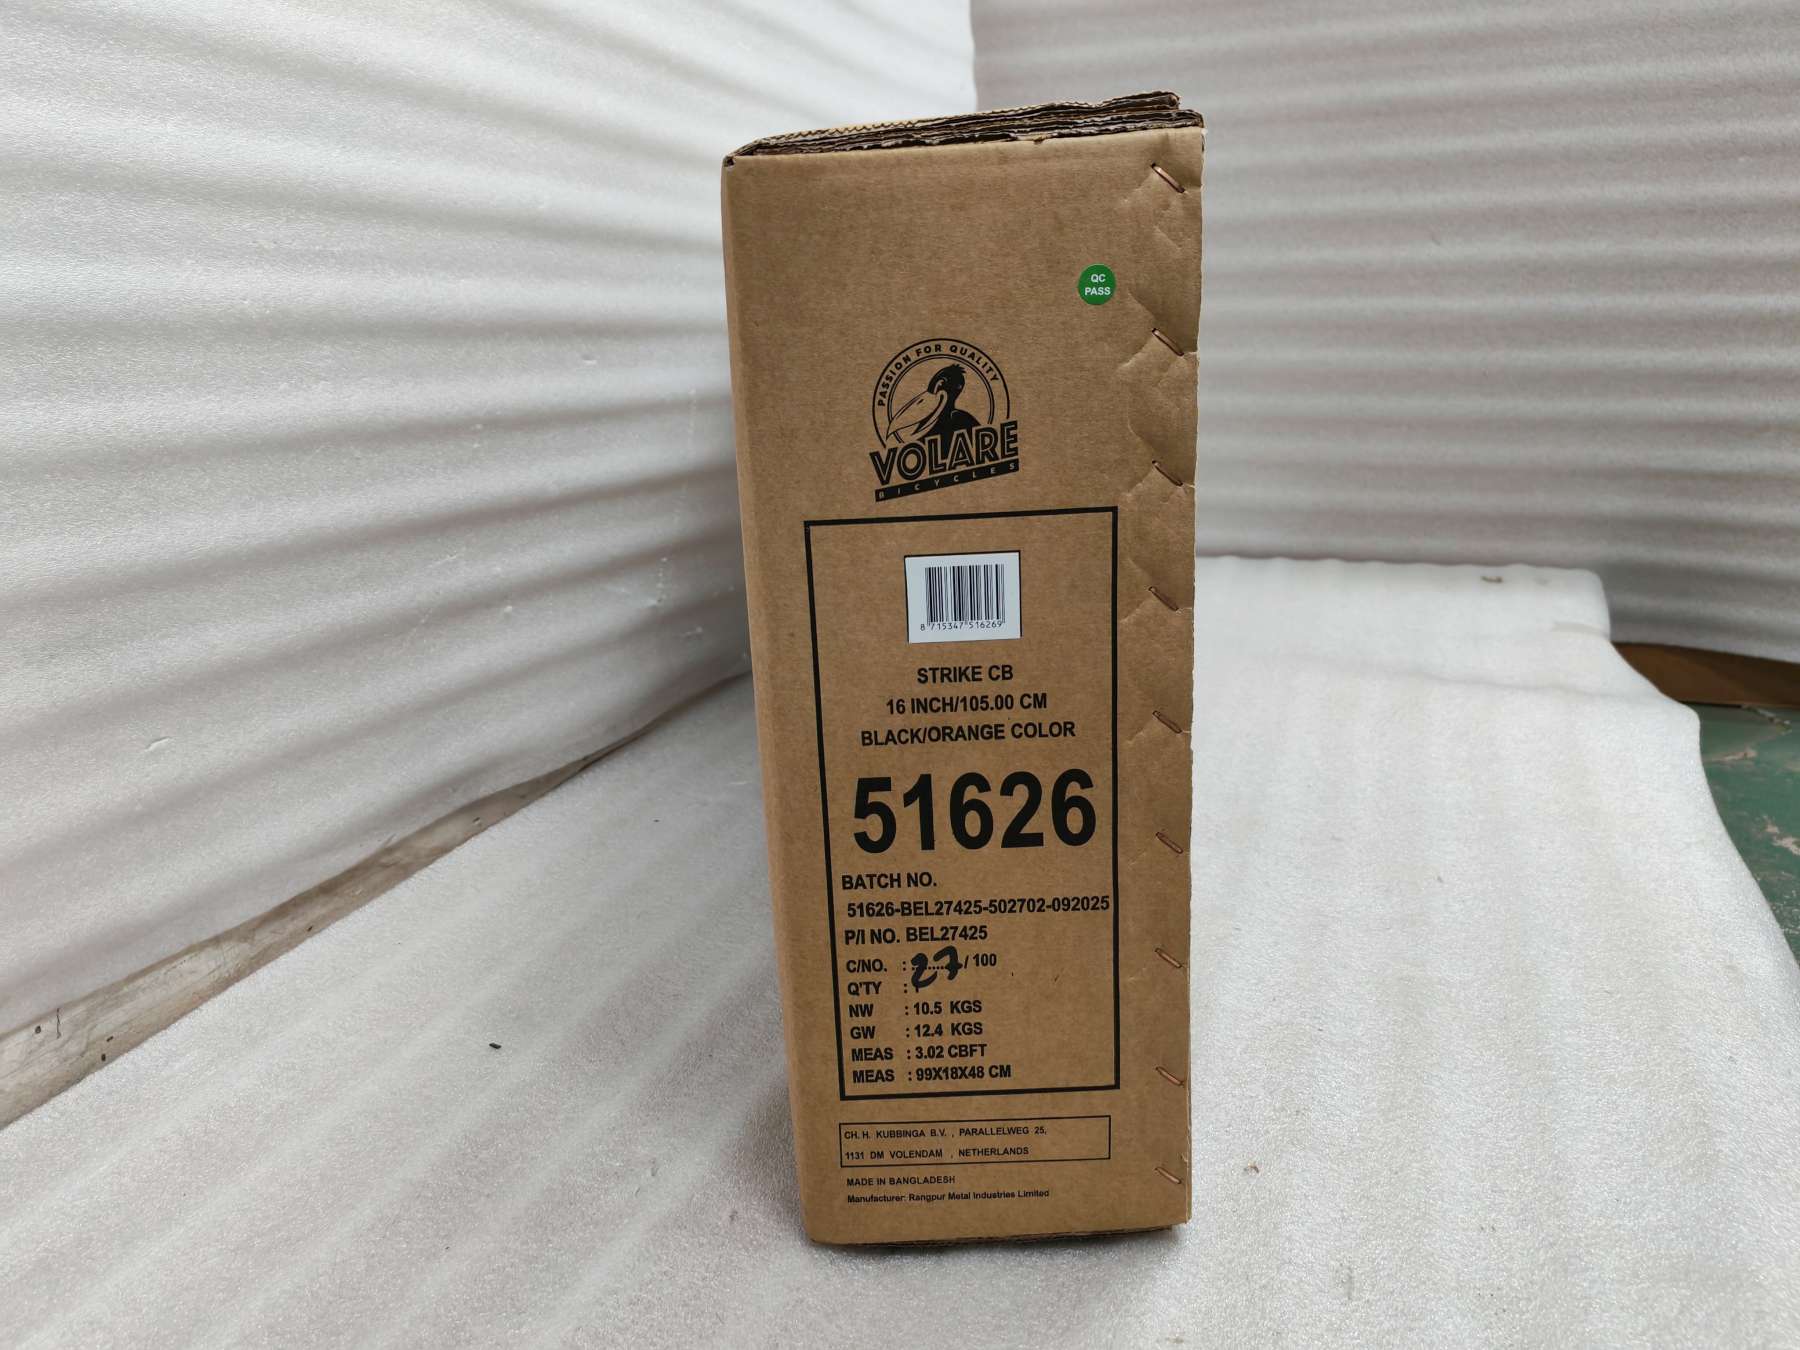 QC
PASS
PASSION FOR QUALITY
VOLARE
BICYCLES
8 715347 516269
STRIKE CB
16 INCH/105.00 CM
BLACK/ORANGE COLOR
51626
BATCH NO.
51626-BEL27425-502702-092025
P/I NO. BEL27425
C/NO. : 27 / 100
Q'TY : 1
NW : 10.5 KGS
GW : 12.4 KGS
MEAS : 3.02 CBFT
MEAS : 99X18X48 CM
CH. H. KUBBINGA B.V. , PARALLELWEG 25,
1131 DM VOLENDAM , NETHERLANDS
MADE IN BANGLADESH
Manufacturer: Rangpur Metal Industries Limited